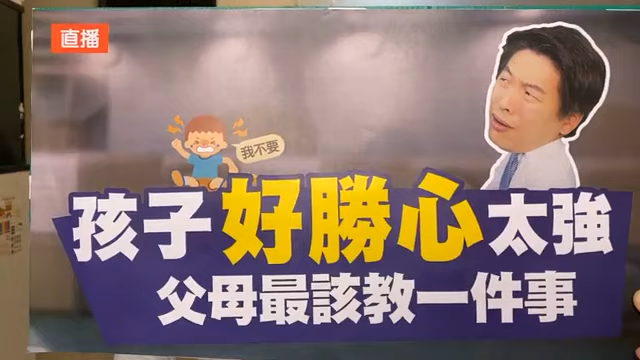 直播
我不要
孩子好勝心太強
父母最該教一件事